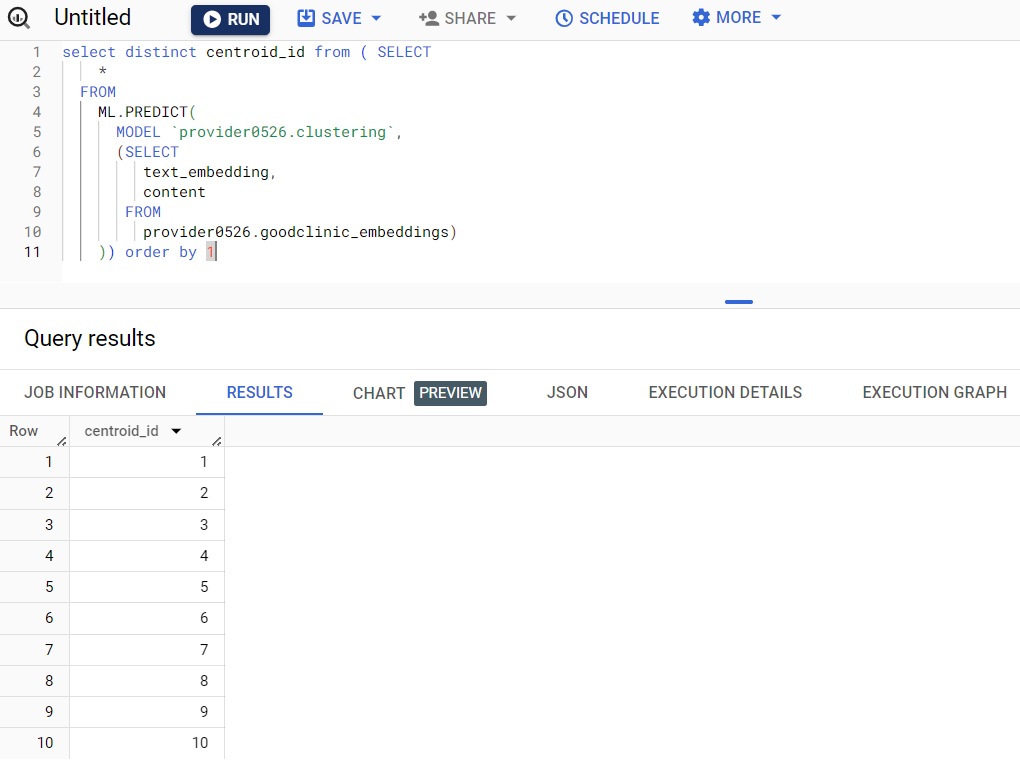 Untitled RUN SAVE SHARE SCHEDULE MORE
1 select distinct centroid_id from ( SELECT
2 *
3 FROM
4 ML.PREDICT(
5 MODEL `provider0526.clustering`,
6 (SELECT
7 text_embedding,
8 content
9 FROM
10 provider0526.goodclinic_embeddings)
11 )) order by 1
Query results
JOB INFORMATION RESULTS CHART PREVIEW JSON EXECUTION DETAILS EXECUTION GRAPH
Row centroid_id
1 1
2 2
3 3
4 4
5 5
6 6
7 7
8 8
9 9
10 10